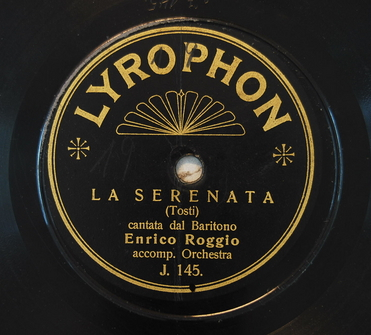 LYROPHON
LA SERENATA
(Tosti)
cantata dal Baritono
Enrico Roggio
accomp. Orchestra
J. 145.